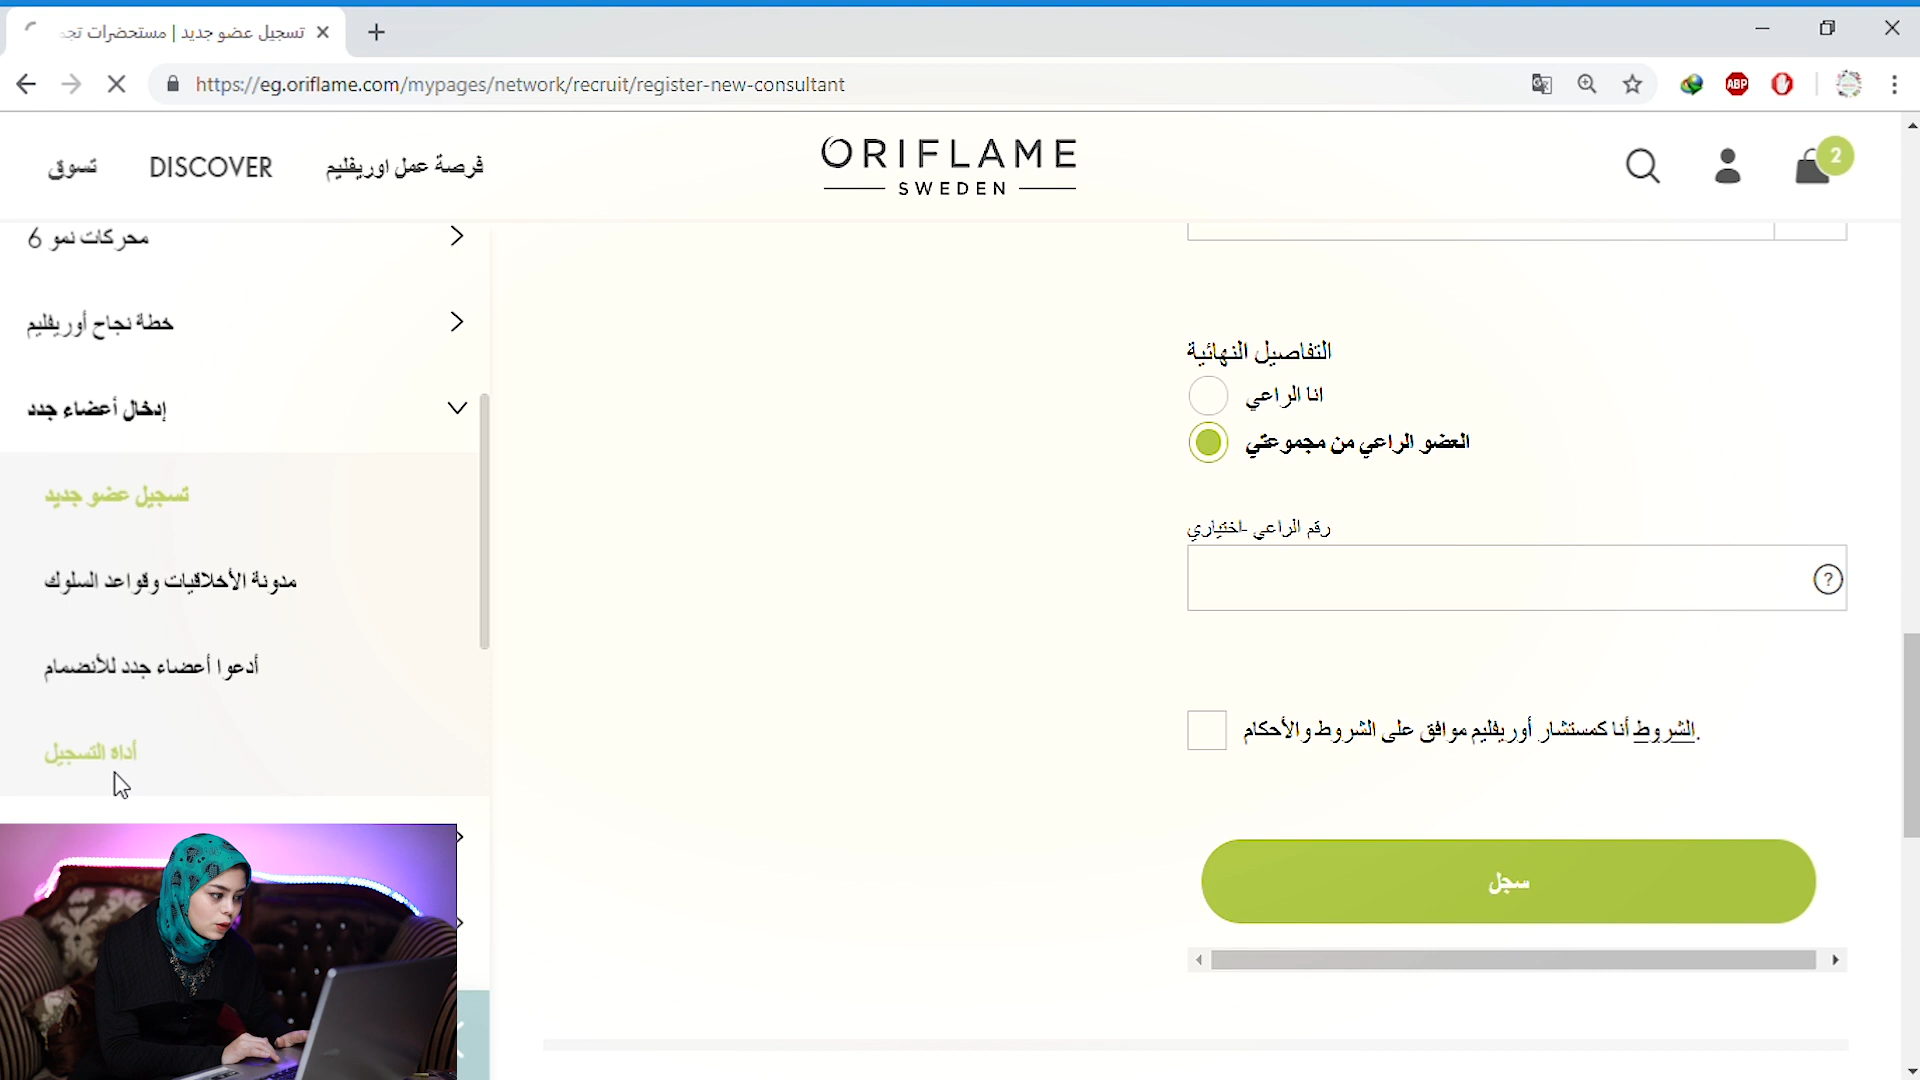 تسجيل عضو جديد | مستحضرات تجم
https://eg.oriflame.com/mypages/network/recruit/register-new-consultant
ABP
تسوق
DISCOVER
فرصة عمل اوريفليم
ORIFLAME
SWEDEN
2
محركات نمو 6
خطة نجاح أوريفليم
إدخال أعضاء جدد
تسجيل عضو جديد
مدونة الأخلاقيات وقواعد السلوك
أدعوا أعضاء جدد للأنضمام
أداة التسجيل
التفاصيل النهائية
انا الراعي
العضو الراعي من مجموعتي
رقم الراعي -اختياري
?
الشروط أنا كمستشار أوريفليم موافق على الشروط والأحكام.
سجل